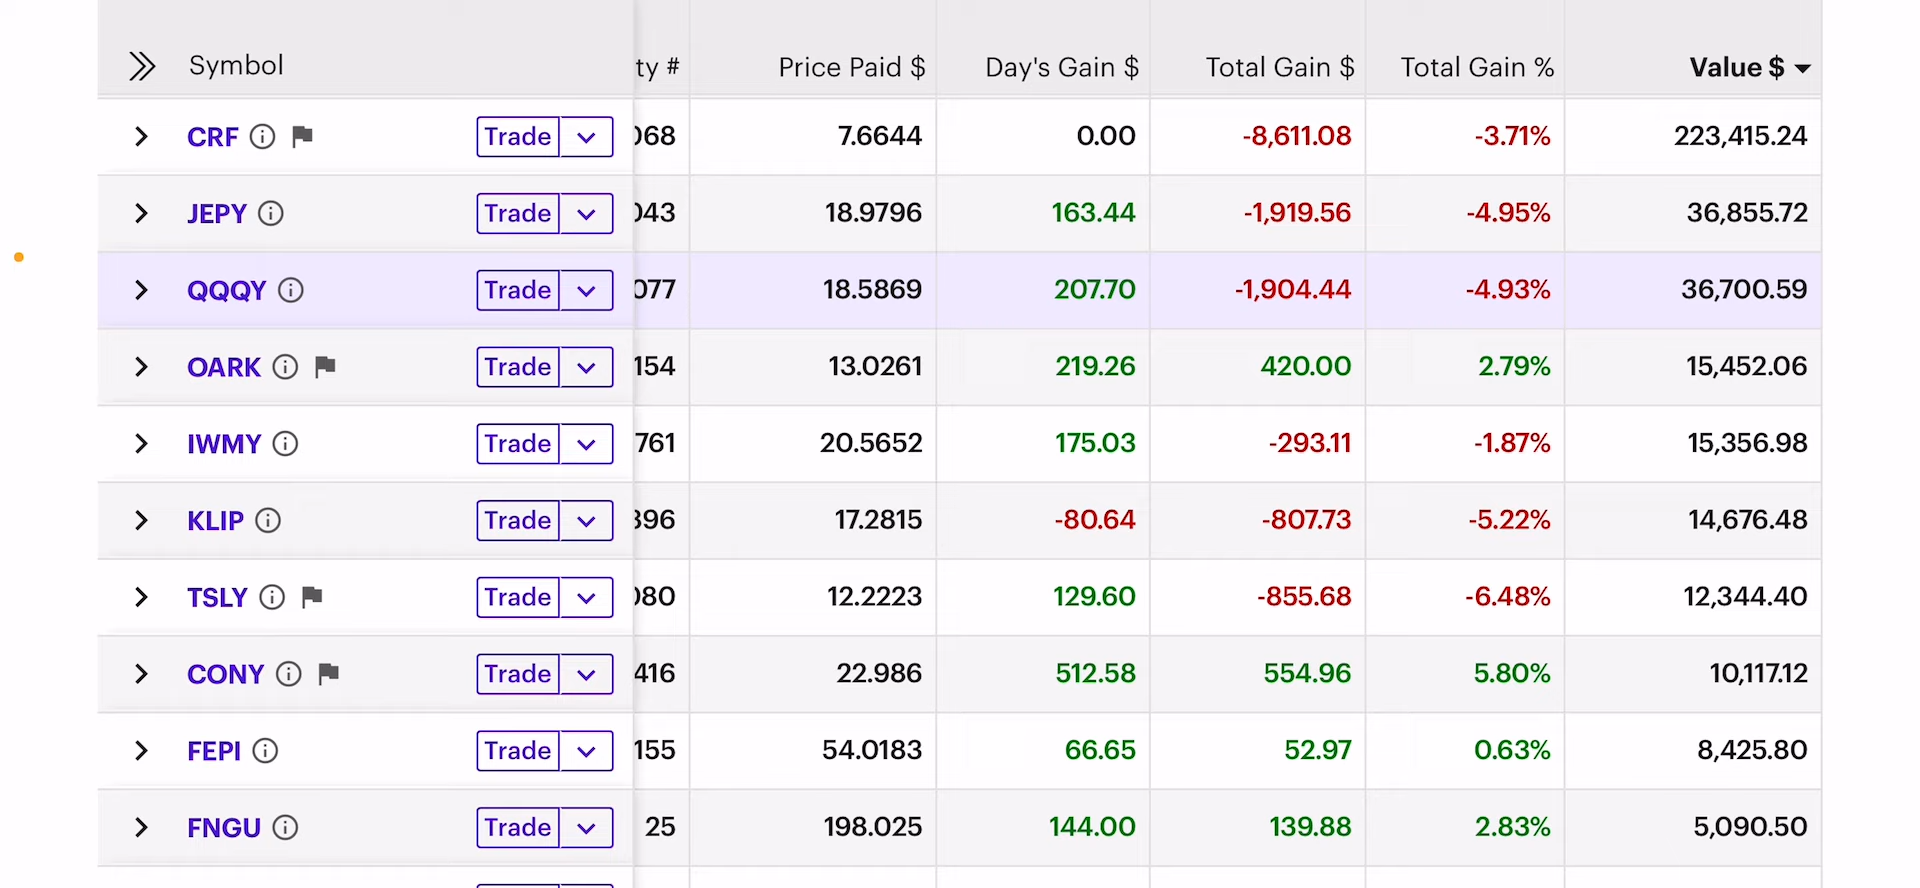 Symbol ty # Price Paid $ Day's Gain $ Total Gain $ Total Gain % Value $
CRF Trade 068 7.6644 0.00 -8,611.08 -3.71% 223,415.24
JEPY Trade 043 18.9796 163.44 -1,919.56 -4.95% 36,855.72
QQQY Trade 077 18.5869 207.70 -1,904.44 -4.93% 36,700.59
OARK Trade 154 13.0261 219.26 420.00 2.79% 15,452.06
IWMY Trade 761 20.5652 175.03 -293.11 -1.87% 15,356.98
KLIP Trade 896 17.2815 -80.64 -807.73 -5.22% 14,676.48
TSLY Trade 080 12.2223 129.60 -855.68 -6.48% 12,344.40
CONY Trade 416 22.986 512.58 554.96 5.80% 10,117.12
FEPI Trade 155 54.0183 66.65 52.97 0.63% 8,425.80
FNGU Trade 25 198.025 144.00 139.88 2.83% 5,090.50